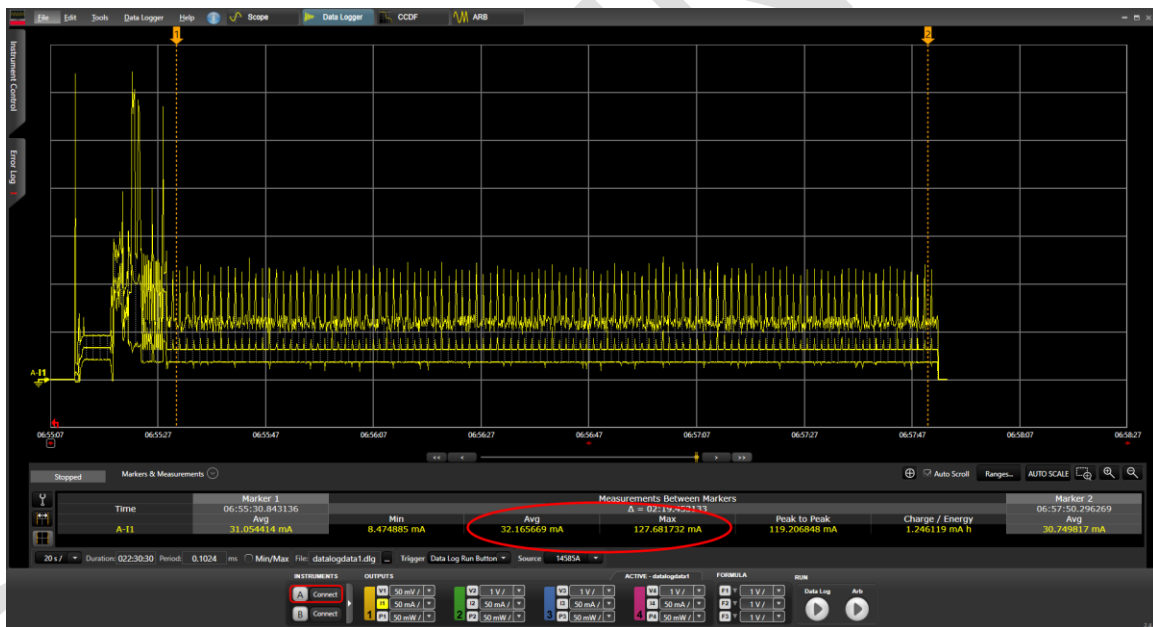 File Edit Tools Data Logger Help Scope Data Logger CCDF ARB
Instrument Control
Error Log
1
2
A-I1
06:55:07 06:55:27 06:55:47 06:56:07 06:56:27 06:56:47 06:57:07 06:57:27 06:57:47 06:58:07 06:58:27
<< < > >>
Stopped Markers & Measurements Auto Scroll Ranges... AUTO SCALE
Marker 1 Measurements Between Markers Marker 2
Time 06:55:30.843136 06:57:50.296269
Avg Min Avg Max Peak to Peak Charge / Energy Avg
A-I1 31.054414 mA 8.474885 mA 32.165669 mA 127.681732 mA 119.206848 mA 1.246119 mA h 30.749817 mA
20 s / Duration: 022:30:30 Period: 0.1024 ms Min/Max File: datalogdata1.dlg Trigger Data Log Run Button Source 14585A
INSTRUMENTS OUTPUTS ACTIVE - datalogdata1 FORMULA RUN
A Connect V1 50 mV / V2 1 V / V3 1 V / V4 1 V / F1 1 V / Data Log Arb
I1 50 mA / I2 50 mA / I3 50 mA / I4 50 mA / F2 1 V /
B Connect 1 P1 50 mW / 2 P2 50 mW / 3 P3 50 mW / 4 P4 50 mW / F3 1 V /